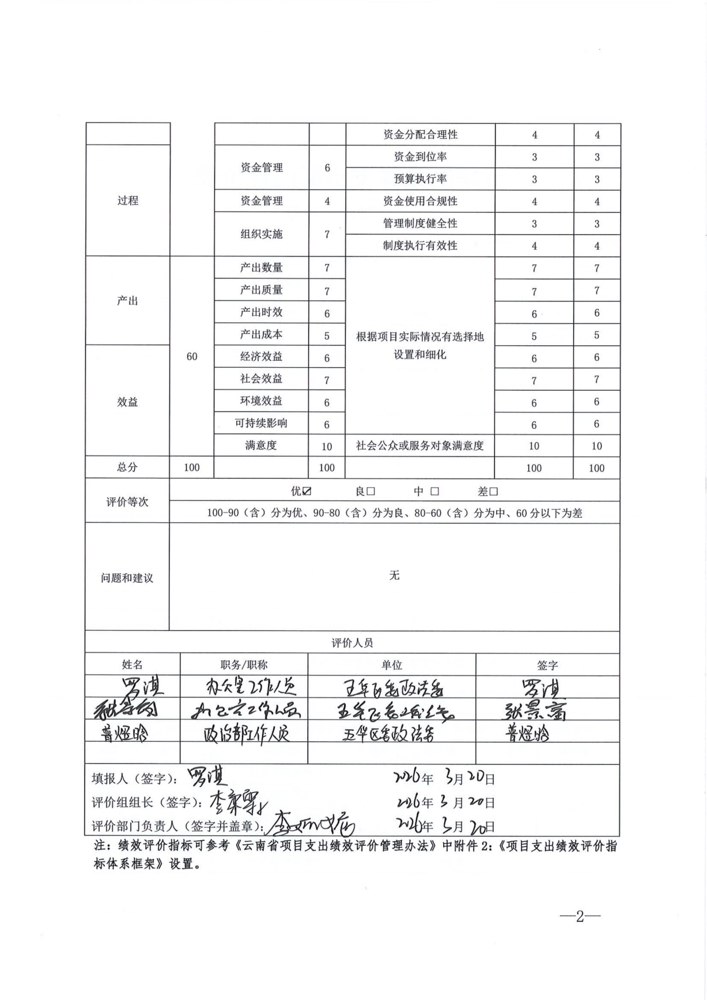 资金分配合理性 4 4
过程 资金管理 6 资金到位率 3 3
预算执行率 3 3
资金管理 4 资金使用合规性 4 4
组织实施 7 管理制度健全性 3 3
制度执行有效性 4 4
产出 60 产出数量 7 根据项目实际情况有选择地设置和细化 7 7
产出质量 7 7 7
产出时效 6 6 6
产出成本 5 5 5
效益 经济效益 6 6 6
社会效益 7 7 7
环境效益 6 6 6
可持续影响 6 6 6
满意度 10 社会公众或服务对象满意度 10 10
总分 100 100 100 100
评价等次 优☑ 良□ 中 □ 差□
100-90（含）分为优、90-80（含）分为良、80-60（含）分为中、60分以下为差
问题和建议 无
评价人员
姓名 职务/职称 单位 签字
罗淇 办公室工作人员 五华区委政法委 罗淇
办公室工作人员 五华区委政法委 张景
普煜晗 政治部工作人员 五华区委政法委 普煜晗
填报人（签字）：罗淇 2026年 3月20日
评价组组长（签字）：李 2026年 3月20日
评价部门负责人（签字并盖章）：李 2026年 3月20日
注：绩效评价指标可参考《云南省项目支出绩效评价管理办法》中附件2：《项目支出绩效评价指
标体系框架》设置。
—2—